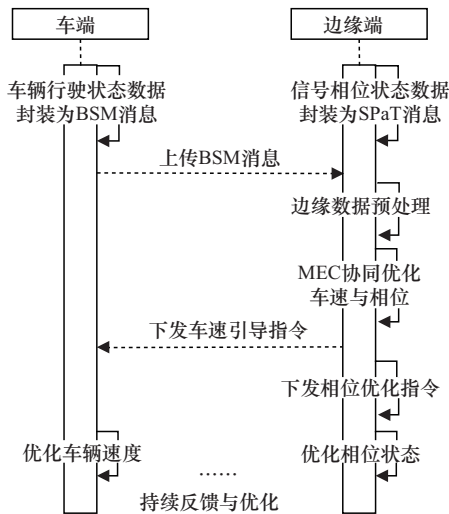 车端
边缘端
车辆行驶状态数据
封装为BSM消息
信号相位状态数据
封装为SPaT消息
上传BSM消息
边缘数据预处理
MEC协同优化
车速与相位
下发车速引导指令
下发相位优化指令
优化车辆速度
优化相位状态
……
持续反馈与优化